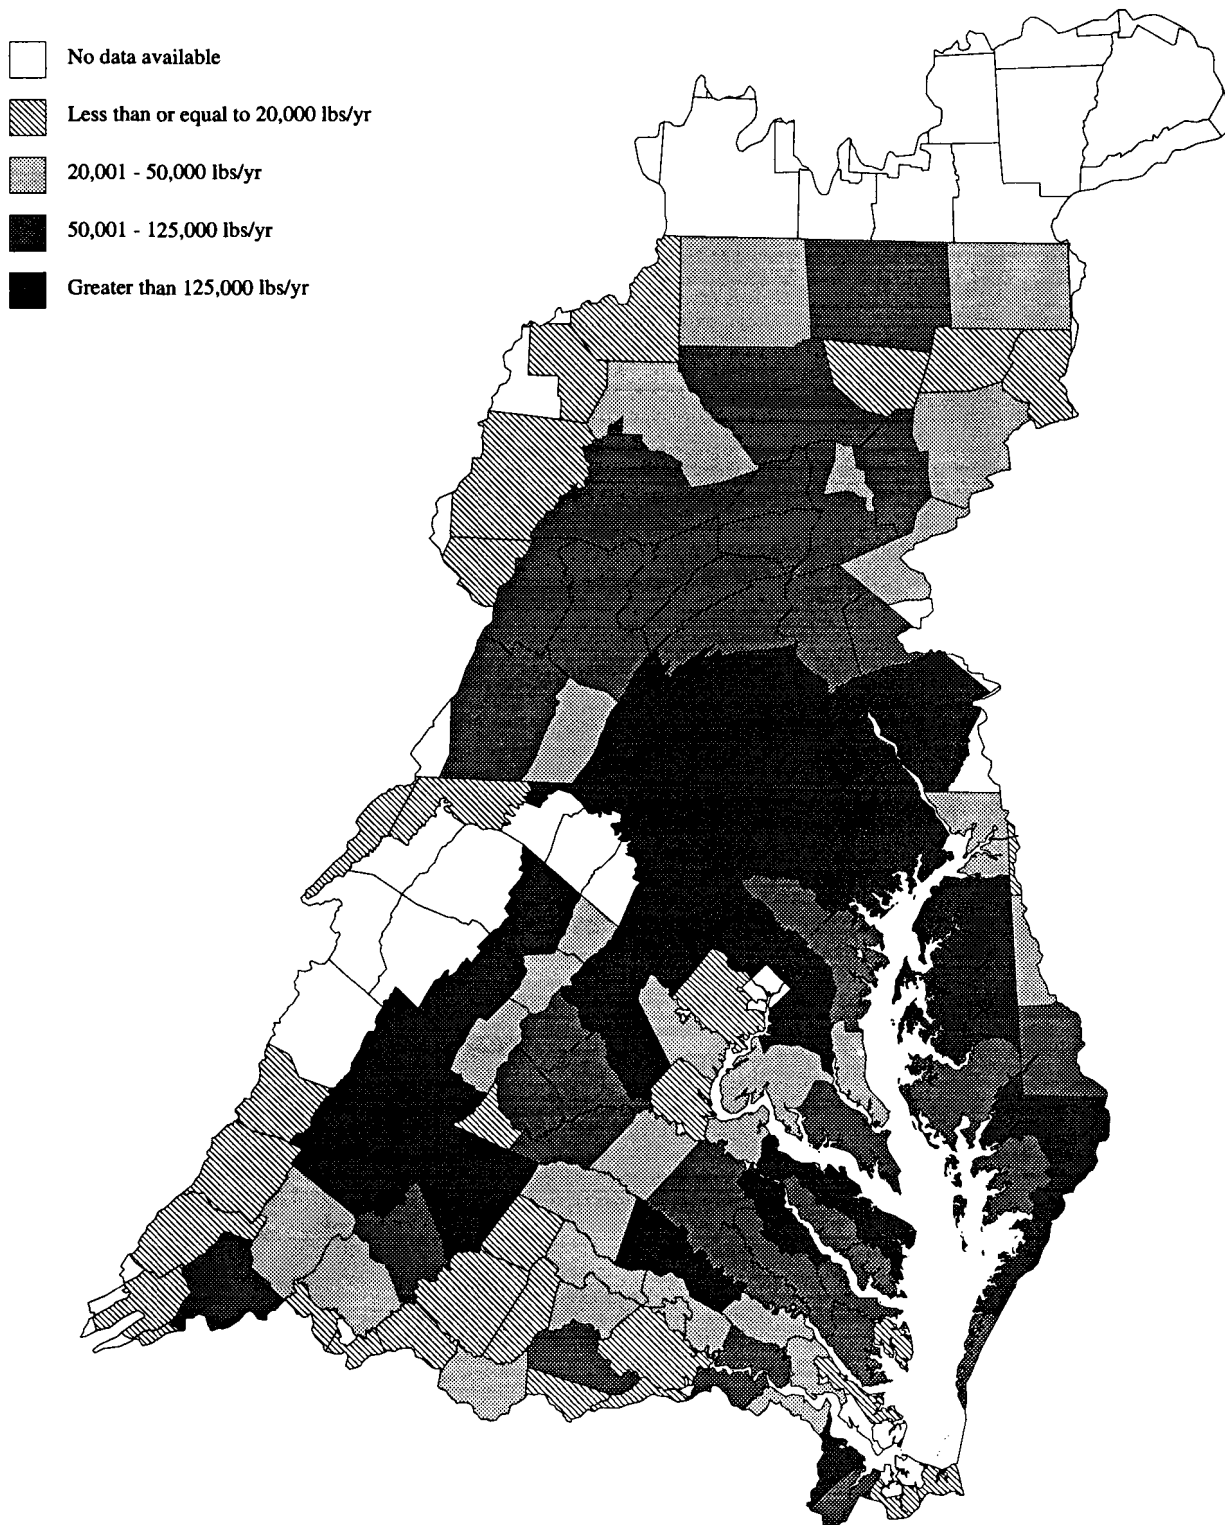 No data available
Less than or equal to 20,000 lbs/yr
20,001 - 50,000 lbs/yr
50,001 - 125,000 lbs/yr
Greater than 125,000 lbs/yr